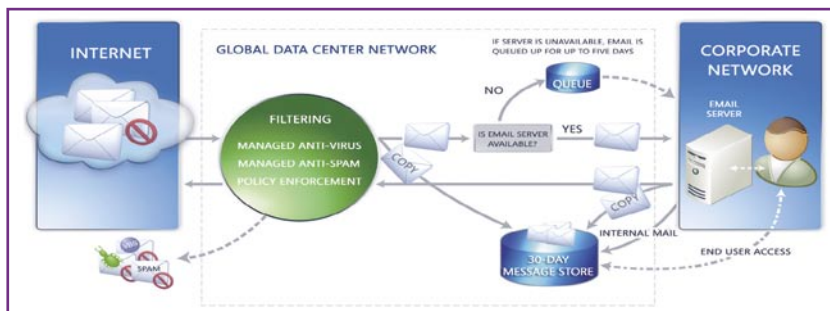 INTERNET
GLOBAL DATA CENTER NETWORK
IF SERVER IS UNAVAILABLE, EMAIL IS
QUEUED UP FOR UP TO FIVE DAYS
CORPORATE
NETWORK
QUEUE
NO
EMAIL
SERVER
FILTERING
MANAGED ANTI-VIRUS
MANAGED ANTI-SPAM
POLICY ENFORCEMENT
COPY
IS EMAIL SERVER
AVAILABLE?
YES
COPY
INTERNAL MAIL
END USER ACCESS
30-DAY
MESSAGE STORE
VBS
SPAM